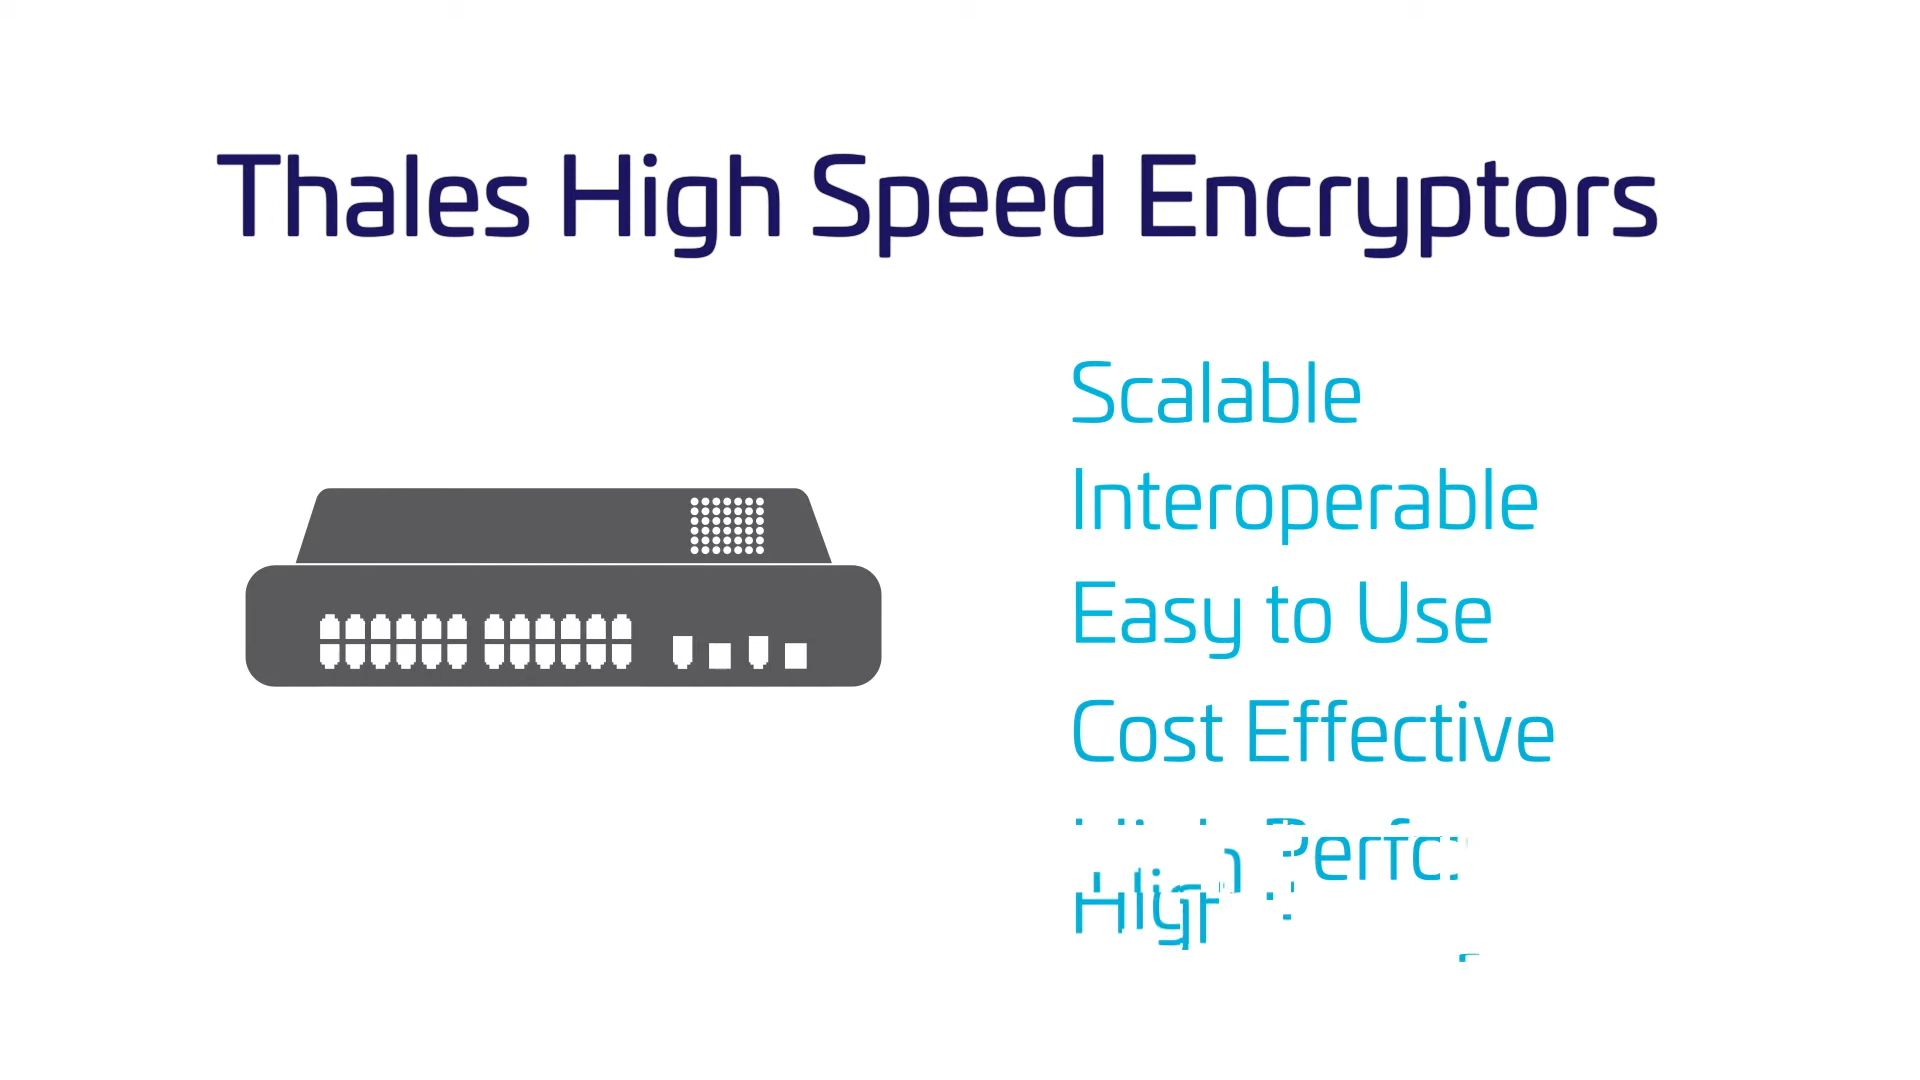 Thales High Speed Encryptors
Scalable
Interoperable
Easy to Use
Cost Effective